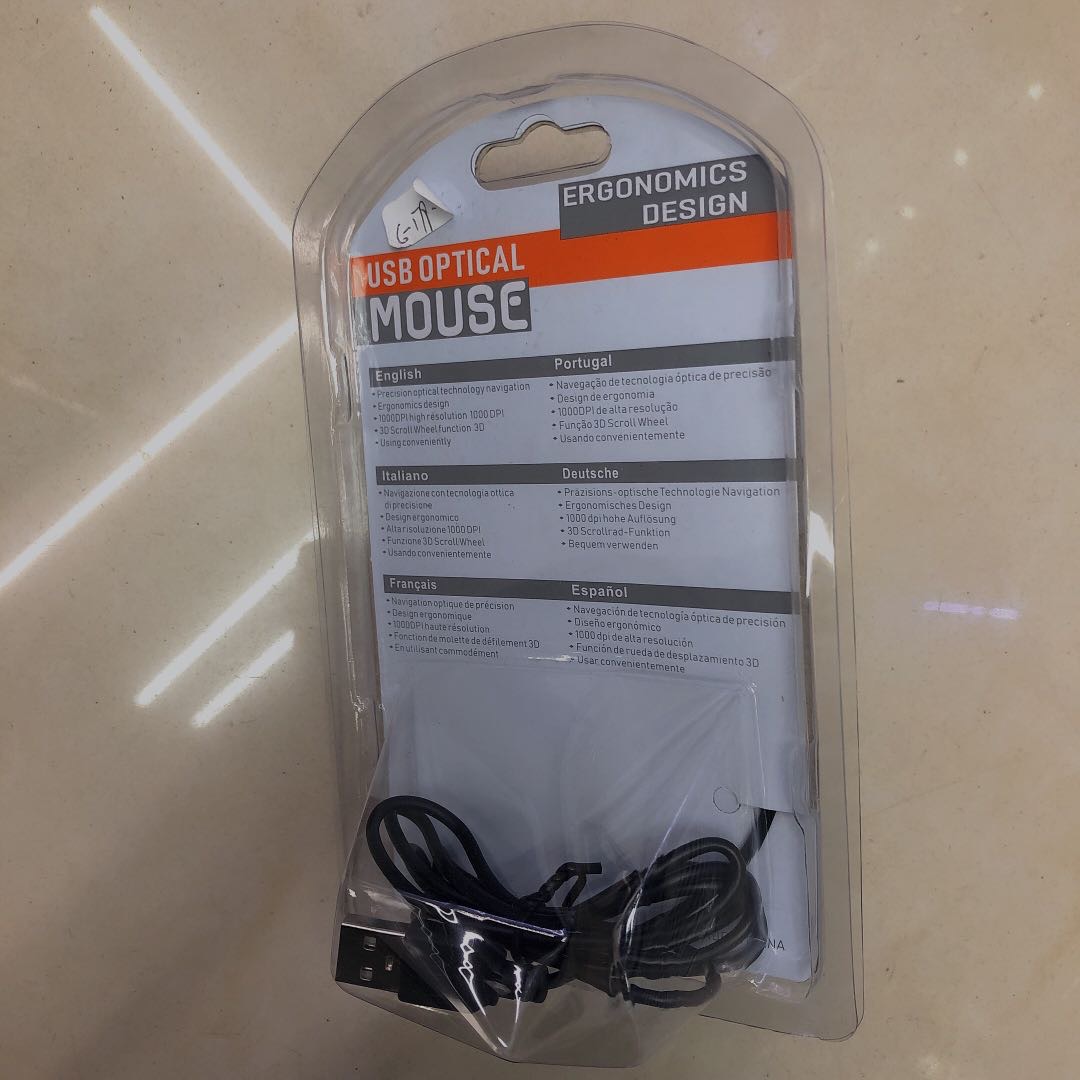 ERGONOMICS
DESIGN
USB OPTICAL
MOUSE
English
• Precision optical technology navigation
• Ergonomics design
• 1000DPI high résolution 1000 DPI
• 3D Scroll Wheel function 3D
• Using conveniently
Portugal
• Navegação de tecnologia óptica de precisão
• Design de ergonomia
• 1000DPI de alta resolução
• Função 3D Scroll Wheel
• Usando convenientemente
Italiano
• Navigazione con tecnologia ottica
di precisione
• Design ergonomico
• Alta risoluzione 1000 DPI
• Funzione 3D Scroll Wheel
• Usando convenientemente
Deutsche
• Präzisions-optische Technologie Navigation
• Ergonomisches Design
• 1000 dpi hohe Auflösung
• 3D Scrollrad-Funktion
• Bequem verwenden
Français
• Navigation optique de précision
• Design ergonomique
• 1000DPI haute résolution
• Fonction de molette de défilement 3D
• En utilisant commodément
Español
• Navegación de tecnología óptica de precisión
• Diseño ergonómico
• 1000 dpi de alta resolución
• Función de rueda de desplazamiento 3D
• Usar convenientemente